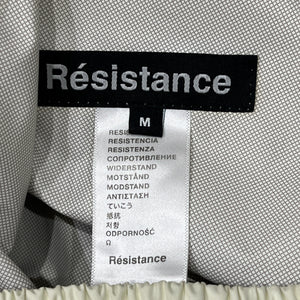 Résistance
M
RESISTENCIA
RESISTENZA
СОПРОТИВЛЕНИЕ
WIDERSTAND
MOTSTÅND
MODSTAND
ΑΝΤΙΣΤΑΣΗ
ていこう
抵抗
저항
ODPORNOŚĆ
Ω
Résistance